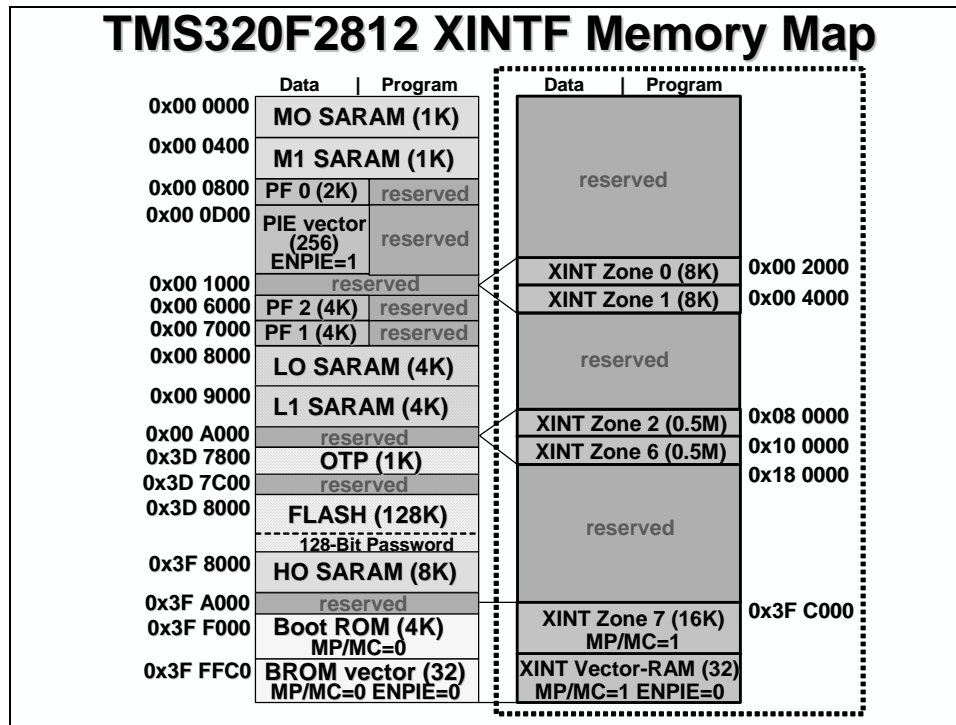 TMS320F2812 XINTF Memory Map
Data | Program
0x00 0000
MO SARAM (1K)
0x00 0400
M1 SARAM (1K)
0x00 0800
PF 0 (2K)
reserved
0x00 0D00
PIE vector
(256)
ENPIE=1
reserved
0x00 1000
reserved
0x00 6000
PF 2 (4K)
reserved
0x00 7000
PF 1 (4K)
reserved
0x00 8000
LO SARAM (4K)
0x00 9000
L1 SARAM (4K)
0x00 A000
reserved
0x3D 7800
OTP (1K)
0x3D 7C00
reserved
0x3D 8000
FLASH (128K)
128-Bit Password
0x3F 8000
HO SARAM (8K)
0x3F A000
reserved
0x3F F000
Boot ROM (4K)
MP/MC=0
0x3F FFC0
BROM vector (32)
MP/MC=0 ENPIE=0
Data | Program
reserved
XINT Zone 0 (8K)
0x00 2000
XINT Zone 1 (8K)
0x00 4000
reserved
XINT Zone 2 (0.5M)
0x08 0000
XINT Zone 6 (0.5M)
0x10 0000
0x18 0000
reserved
XINT Zone 7 (16K)
MP/MC=1
0x3F C000
XINT Vector-RAM (32)
MP/MC=1 ENPIE=0